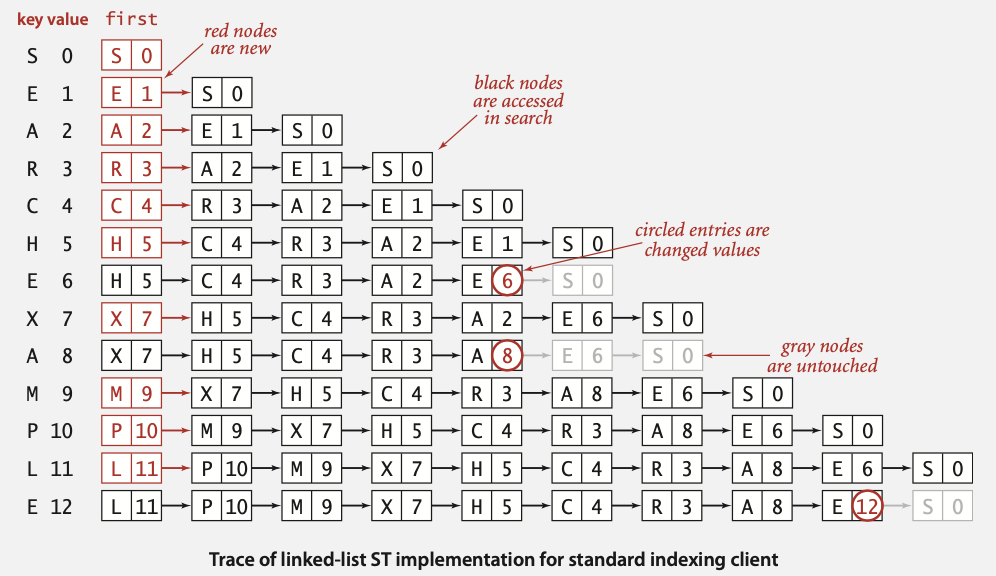 key value first
red nodes
are new
S 0 S 0
E 1 E 1 S 0
black nodes
are accessed
in search
A 2 A 2 E 1 S 0
R 3 R 3 A 2 E 1 S 0
C 4 C 4 R 3 A 2 E 1 S 0
H 5 H 5 C 4 R 3 A 2 E 1 S 0
circled entries are
changed values
E 6 H 5 C 4 R 3 A 2 E 6 S 0
X 7 X 7 H 5 C 4 R 3 A 2 E 6 S 0
A 8 X 7 H 5 C 4 R 3 A 8 E 6 S 0
gray nodes
are untouched
M 9 M 9 X 7 H 5 C 4 R 3 A 8 E 6 S 0
P 10 P 10 M 9 X 7 H 5 C 4 R 3 A 8 E 6 S 0
L 11 L 11 P 10 M 9 X 7 H 5 C 4 R 3 A 8 E 6 S 0
E 12 L 11 P 10 M 9 X 7 H 5 C 4 R 3 A 8 E 12 S 0
Trace of linked-list ST implementation for standard indexing client